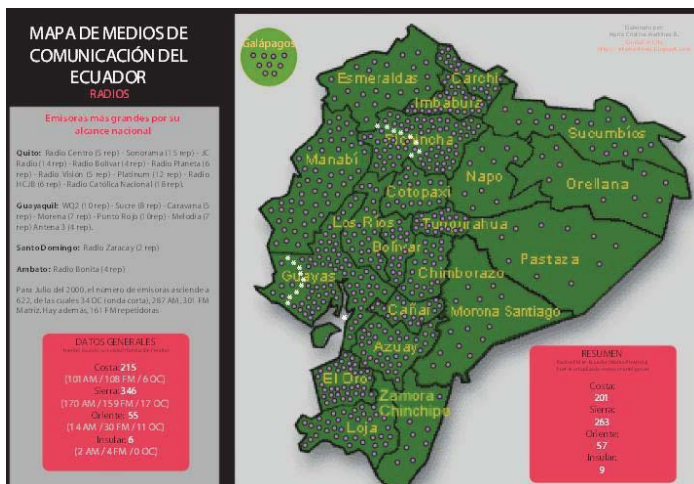 MAPA DE MEDIOS DE
COMUNICACIÓN DEL
ECUADOR
RADIOS
Emisoras más grandes por su
alcance nacional
Quito: Radio Centro (5 rep) - Sonorama (15 rep) - JC
Radio (14 rep) - Radio Bolívar (4 rep) - Radio Planeta (6
rep) - Radio Visión (5 rep) - Platinum (12 rep) - Radio
HCJB (6 rep) - Radio Católica Nacional (18 rep).
Guayaquil: WQ2 (10 rep) - Sucre (8 rep) - Caravana (5
rep) - Morena (7 rep) - Punto Rojo (10rep) - Melodía (7
rep) Antena 3 (4 rep).
Santo Domingo: Radio Zaracay (2 rep)
Ambato: Radio Bonita (4 rep)
Para Julio del 2000, el número de emisoras asciende a
622, de las cuales 34 OC (onda corta), 287 AM, 301 FM
Matriz. Hay además, 161 FM repetidoras
DATOS GENERALES
Costa: 215
[101 AM / 108 FM / 6 OC]
Sierra: 346
[170 AM / 159 FM / 17 OC]
Oriente: 55
[14 AM / 30 FM / 11 OC]
Insular: 6
[2 AM / 4 FM / 0 OC]
Galápagos
Elaborado por
Esmeraldas
Carchi
Imbabura
Pichincha
Sucumbíos
Manabí
Napo
Orellana
Cotopaxi
Los Ríos
Tungurahua
Bolívar
Pastaza
Guayas
Chimborazo
Cañar
Morona Santiago
Azuay
El Oro
Zamora
Chinchipe
Loja
RESUMEN
Costa:
201
Sierra:
263
Oriente:
57
Insular:
9